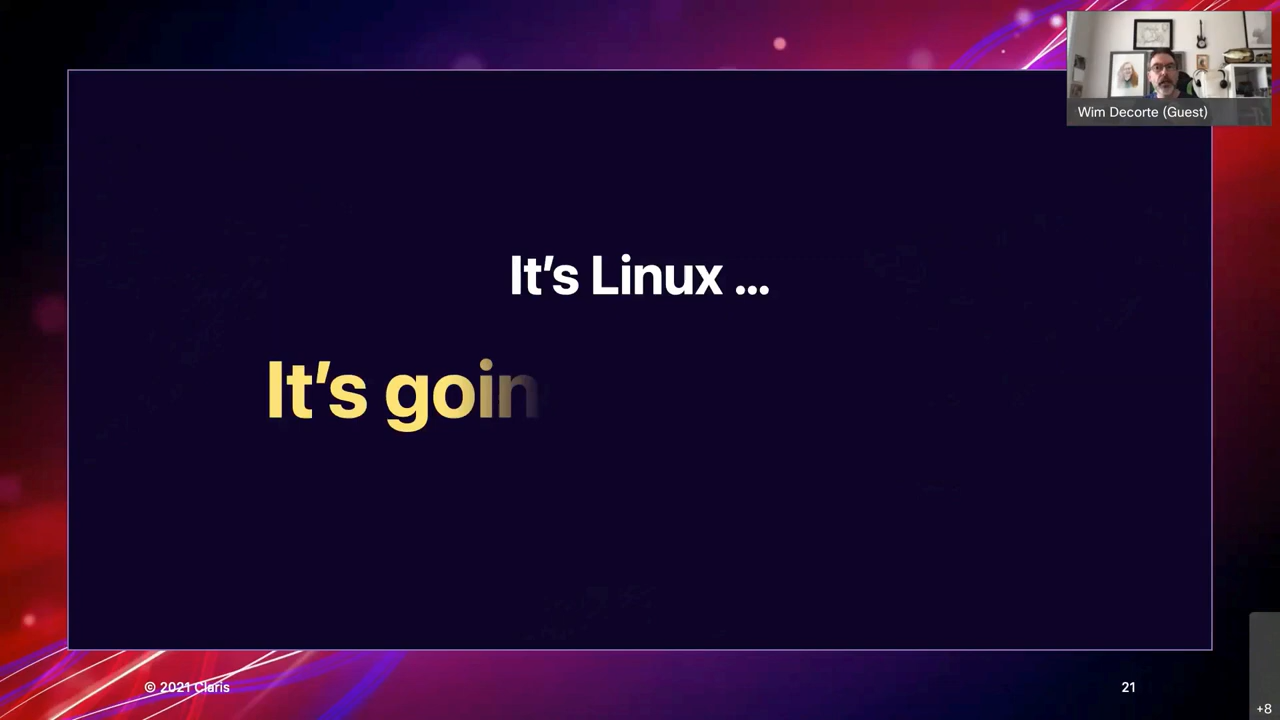 Wim Decorte (Guest)
It’s Linux ...
It’s goin
© 2021 Claris
21
+8